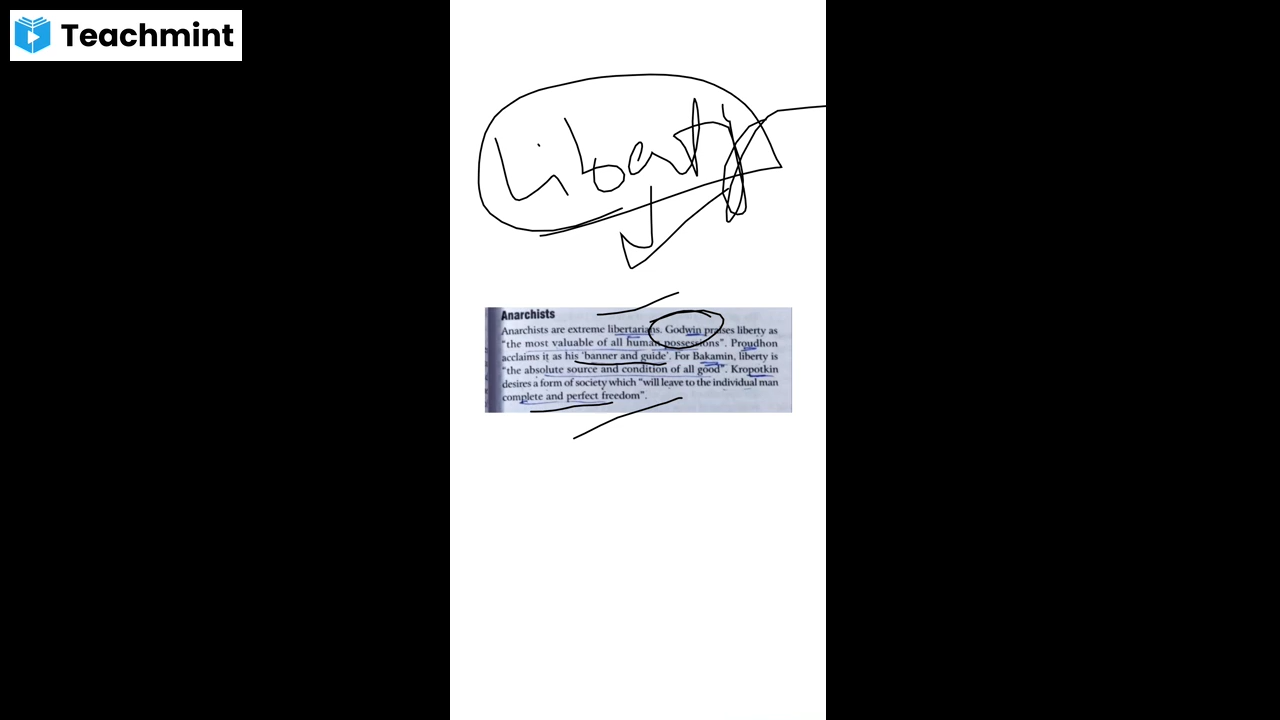 Teachmint
Liberty
Anarchists
Anarchists are extreme libertarians. Godwin praises liberty as
"the most valuable of all human possessions". Proudhon
acclaims it as his 'banner and guide'. For Bakamin, liberty is
"the absolute source and condition of all good". Kropotkin
desires a form of society which "will leave to the individual man
complete and perfect freedom".